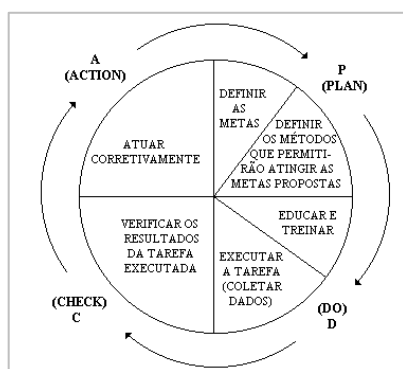 A
(ACTION)
P
(PLAN)
DEFINIR
AS
METAS
DEFINIR
OS MÉTODOS
QUE PERMITI-
RÃO ATINGIR AS
METAS PROPOSTAS
ATUAR
CORRETIVAMENTE
EDUCAR E
TREINAR
VERIFICAR OS
RESULTADOS
DA TAREFA
EXECUTADA
EXECUTAR
A TAREFA
(COLETAR
DADOS)
(CHECK)
C
(DO)
D